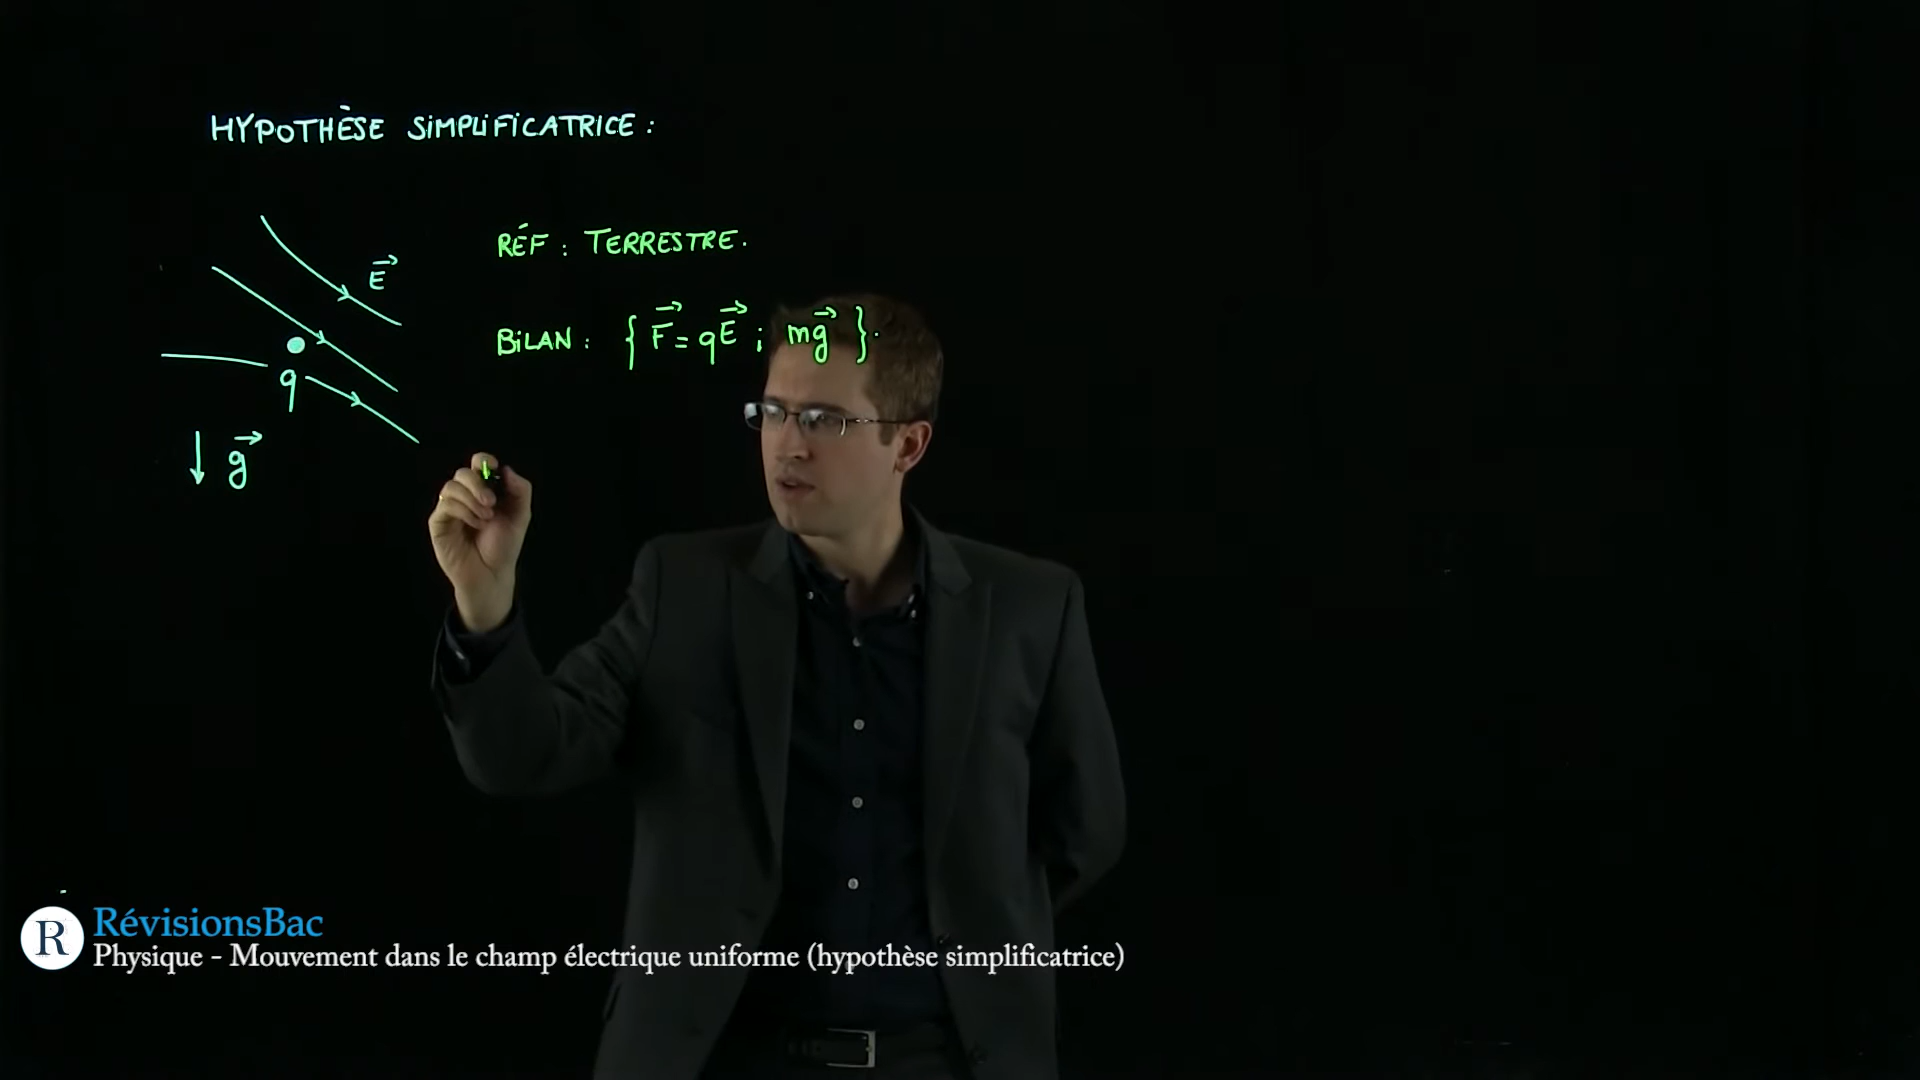 HYPOTHÈSE SIMPLIFICATRICE :
E
RÉF : TERRESTRE.
BILAN : { F = qE ; mg }.
q
g
R RévisionsBac
Physique - Mouvement dans le champ électrique uniforme (hypothèse simplificatrice)